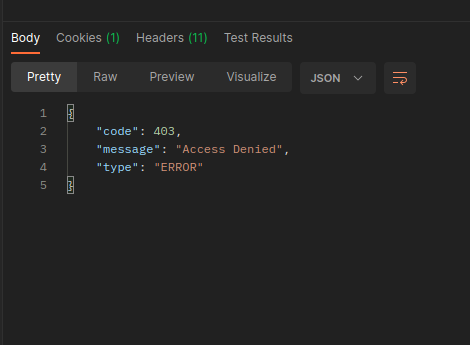 Body Cookies (1) Headers (11) Test Results
Pretty Raw Preview Visualize JSON
1 {
2 "code": 403,
3 "message": "Access Denied",
4 "type": "ERROR"
5 }